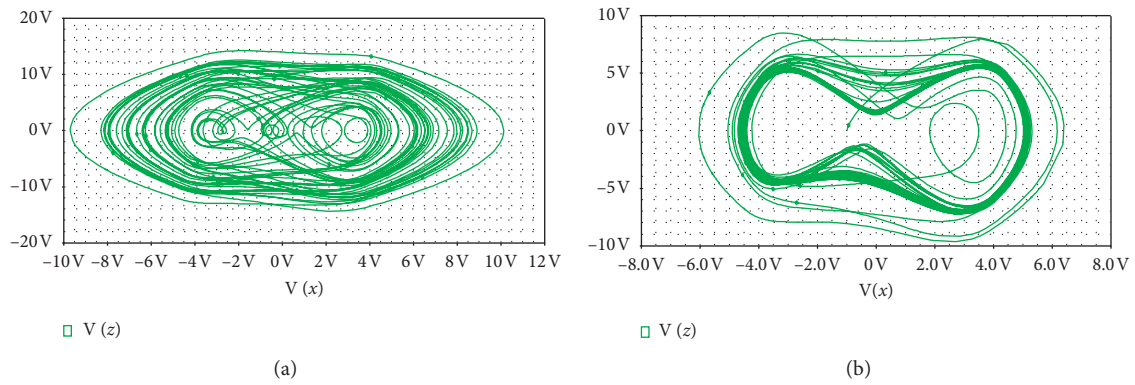 20 V
10 V
0 V
−10 V
−20 V
−10 V −8 V −6 V −4 V −2 V 0 V 2 V 4 V 6 V 8 V 10 V 12 V
V (x)
V (z)
(a)
10 V
5 V
0 V
−5 V
−10 V
−8.0 V −6.0 V −4.0 V −2.0 V 0 V 2.0 V 4.0 V 6.0 V 8.0 V
V(x)
V (z)
(b)